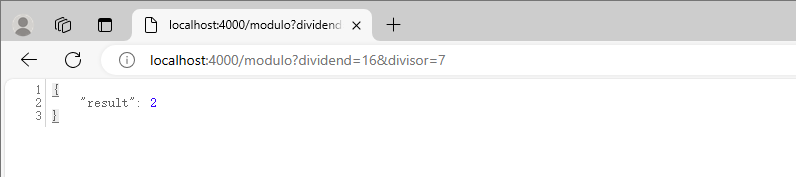 localhost:4000/modulo?dividend
localhost:4000/modulo?dividend=16&divisor=7
1 {
2 "result": 2
3 }